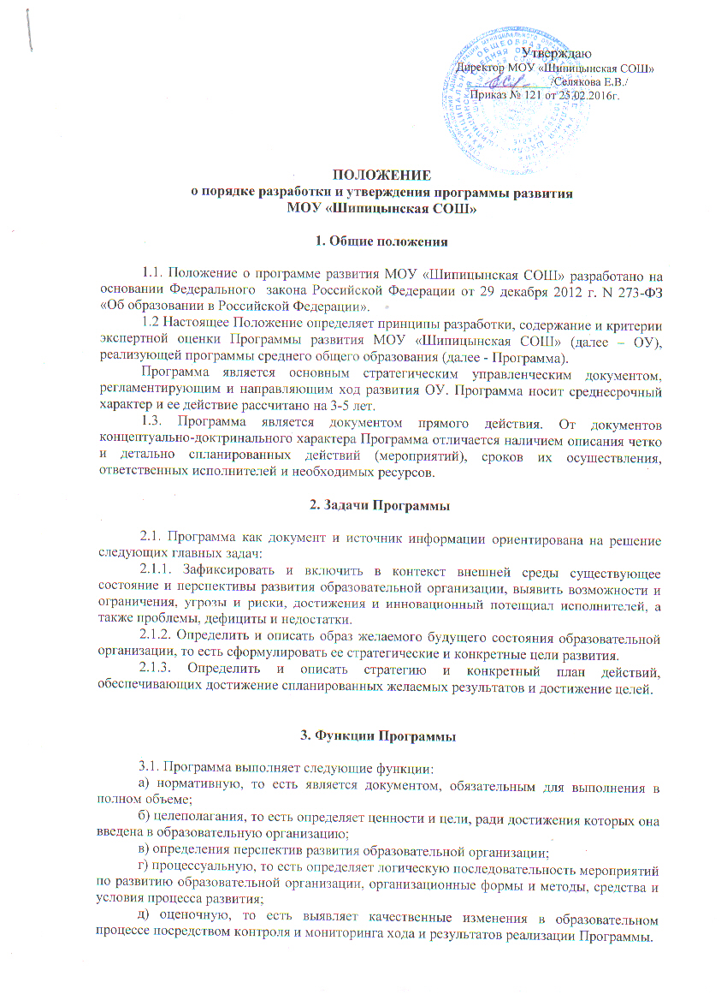 Утверждаю
Директор МОУ «Шипицынская СОШ»
/Селякова Е.В./
Приказ № 121 от 25.02.2016г.
ПОЛОЖЕНИЕ
о порядке разработки и утверждения программы развития
МОУ «Шипицынская СОШ»
1. Общие положения
1.1. Положение о программе развития МОУ «Шипицынская СОШ» разработано на
основании Федерального закона Российской Федерации от 29 декабря 2012 г. N 273-ФЗ
«Об образовании в Российской Федерации».
1.2 Настоящее Положение определяет принципы разработки, содержание и критерии
экспертной оценки Программы развития МОУ «Шипицынская СОШ» (далее – ОУ),
реализующей программы среднего общего образования (далее - Программа).
Программа является основным стратегическим управленческим документом,
регламентирующим и направляющим ход развития ОУ. Программа носит среднесрочный
характер и ее действие рассчитано на 3-5 лет.
1.3. Программа является документом прямого действия. От документов
концептуально-доктринального характера Программа отличается наличием описания четко
и детально спланированных действий (мероприятий), сроков их осуществления,
ответственных исполнителей и необходимых ресурсов.
2. Задачи Программы
2.1. Программа как документ и источник информации ориентирована на решение
следующих главных задач:
2.1.1. Зафиксировать и включить в контекст внешней среды существующее
состояние и перспективы развития образовательной организации, выявить возможности и
ограничения, угрозы и риски, достижения и инновационный потенциал исполнителей, а
также проблемы, дефициты и недостатки.
2.1.2. Определить и описать образ желаемого будущего состояния образовательной
организации, то есть сформулировать ее стратегические и конкретные цели развития.
2.1.3. Определить и описать стратегию и конкретный план действий,
обеспечивающих достижение спланированных желаемых результатов и достижение целей.
3. Функции Программы
3.1. Программа выполняет следующие функции:
а) нормативную, то есть является документом, обязательным для выполнения в
полном объеме;
б) целеполагания, то есть определяет ценности и цели, ради достижения которых она
введена в образовательную организацию;
в) определения перспектив развития образовательной организации;
г) процессуальную, то есть определяет логическую последовательность мероприятий
по развитию образовательной организации, организационные формы и методы, средства и
условия процесса развития;
д) оценочную, то есть выявляет качественные изменения в образовательном
процессе посредством контроля и мониторинга хода и результатов реализации Программы.